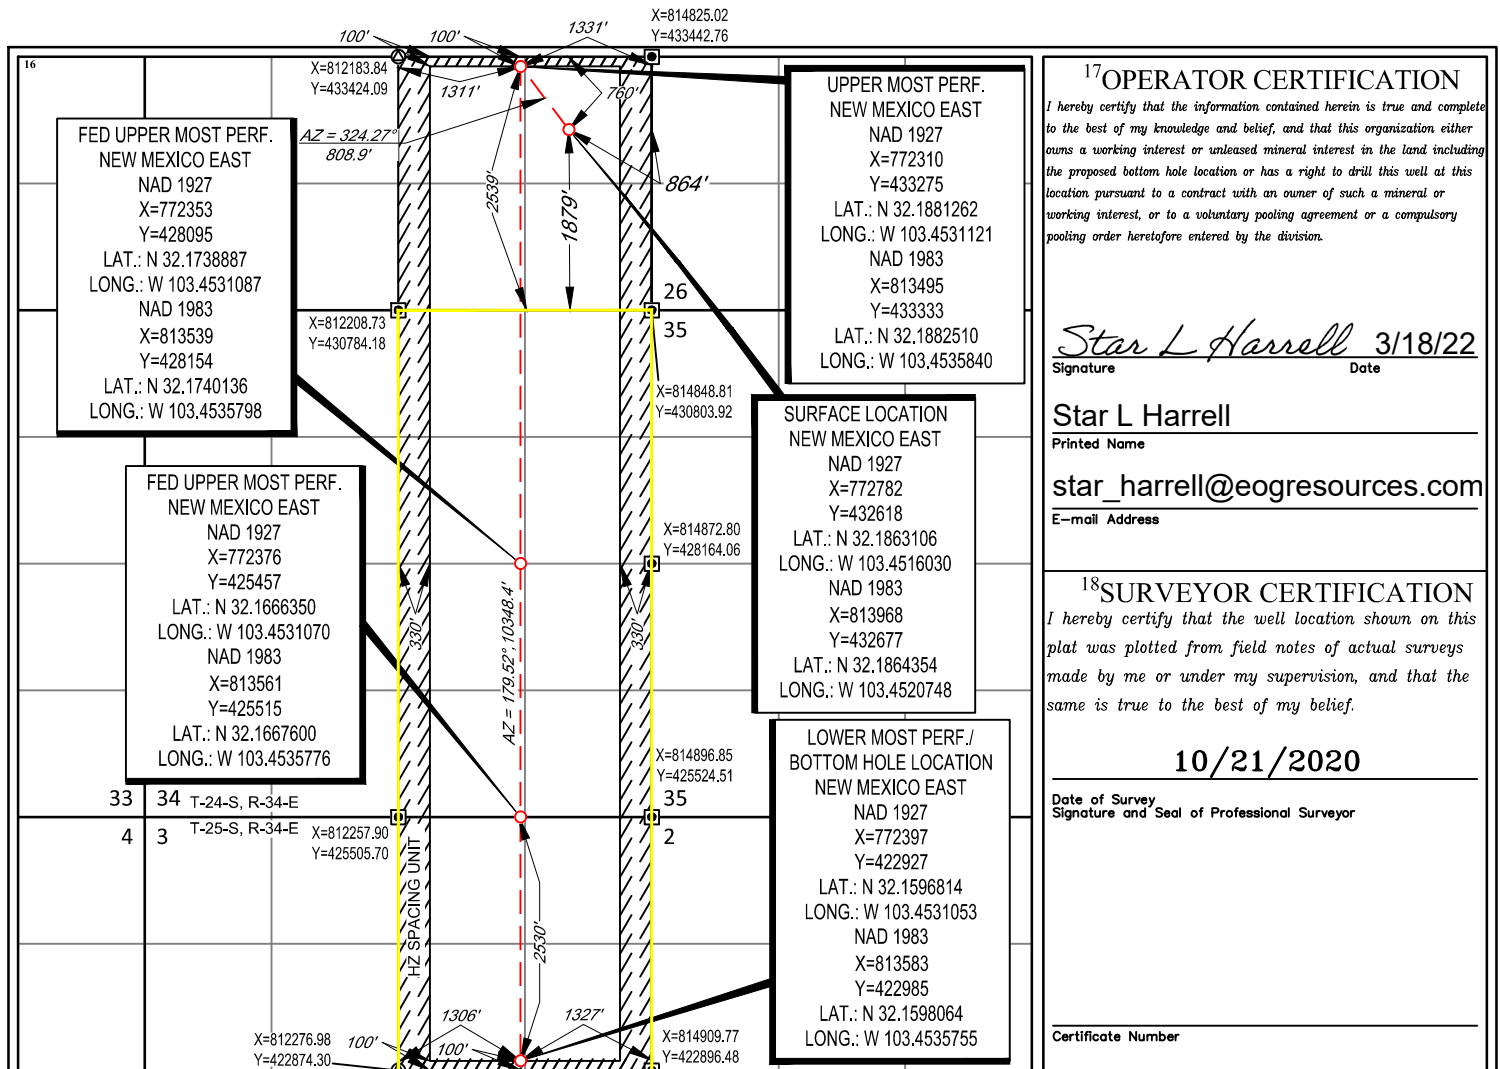 16
100'
100'
1331'
X=814825.02
Y=433442.76
X=812183.84
Y=433424.09
1311'
760'
AZ = 324.27°
808.9'
2539'
1879'
864'
FED UPPER MOST PERF.
NEW MEXICO EAST
NAD 1927
X=772353
Y=428095
LAT.: N 32.1738887
LONG.: W 103.4531087
NAD 1983
X=813539
Y=428154
LAT.: N 32.1740136
LONG.: W 103.4535798
UPPER MOST PERF.
NEW MEXICO EAST
NAD 1927
X=772310
Y=433275
LAT.: N 32.1881262
LONG.: W 103.4531121
NAD 1983
X=813495
Y=433333
LAT.: N 32.1882510
LONG.: W 103.4535840
26
35
X=812208.73
Y=430784.18
X=814848.81
Y=430803.92
SURFACE LOCATION
NEW MEXICO EAST
NAD 1927
X=772782
Y=432618
LAT.: N 32.1863106
LONG.: W 103.4516030
NAD 1983
X=813968
Y=432677
LAT.: N 32.1864354
LONG.: W 103.4520748
FED UPPER MOST PERF.
NEW MEXICO EAST
NAD 1927
X=772376
Y=425457
LAT.: N 32.1666350
LONG.: W 103.4531070
NAD 1983
X=813561
Y=425515
LAT.: N 32.1667600
LONG.: W 103.4535776
X=814872.80
Y=428164.06
330'
330'
AZ = 179.52°,10348.4'
X=814896.85
Y=425524.51
33 34 T-24-S, R-34-E
4 3 T-25-S, R-34-E
35
2
X=812257.90
Y=425505.70
HZ SPACING UNIT
2530'
LOWER MOST PERF./
BOTTOM HOLE LOCATION
NEW MEXICO EAST
NAD 1927
X=772397
Y=422927
LAT.: N 32.1596814
LONG.: W 103.4531053
NAD 1983
X=813583
Y=422985
LAT.: N 32.1598064
LONG.: W 103.4535755
X=812276.98
Y=422874.30
100'
1306'
100'
1327'
X=814909.77
Y=422896.48
17OPERATOR CERTIFICATION
I hereby certify that the information contained herein is true and complete
to the best of my knowledge and belief, and that this organization either
owns a working interest or unleased mineral interest in the land including
the proposed bottom hole location or has a right to drill this well at this
location pursuant to a contract with an owner of such a mineral or
working interest, or to a voluntary pooling agreement or a compulsory
pooling order heretofore entered by the division.
Star L Harrell 3/18/22
Signature Date
Star L Harrell
Printed Name
star_harrell@eogresources.com
E-mail Address
18SURVEYOR CERTIFICATION
I hereby certify that the well location shown on this
plat was plotted from field notes of actual surveys
made by me or under my supervision, and that the
same is true to the best of my belief.
10/21/2020
Date of Survey
Signature and Seal of Professional Surveyor
Certificate Number